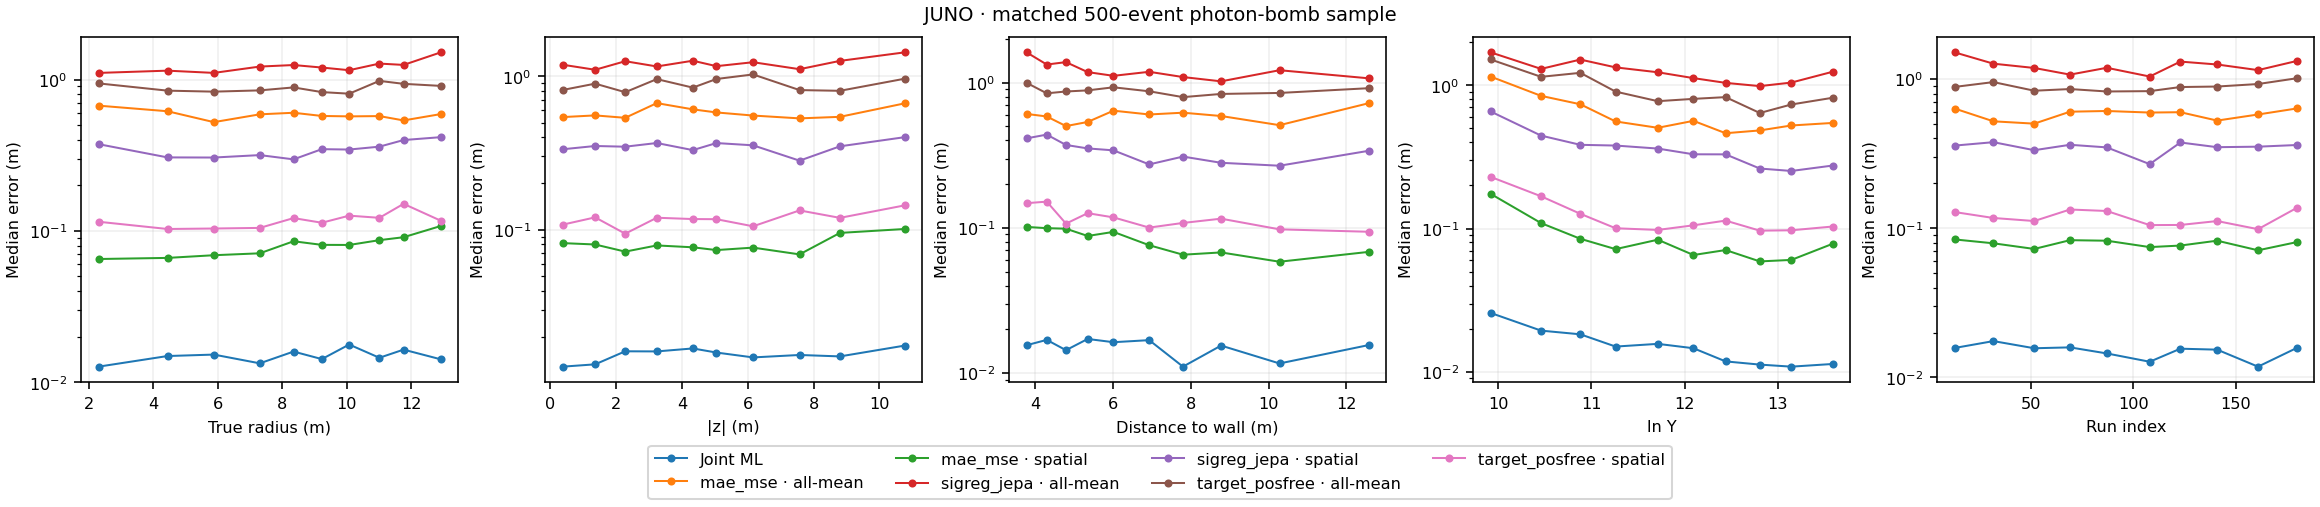 JUNO · matched 500-event photon-bomb sample
Median error (m)
10⁰
10⁻¹
10⁻²
2 4 6 8 10 12
True radius (m)
Median error (m)
10⁰
10⁻¹
0 2 4 6 8 10
|z| (m)
Median error (m)
10⁰
10⁻¹
10⁻²
4 6 8 10 12
Distance to wall (m)
Median error (m)
10⁰
10⁻¹
10⁻²
10 11 12 13
ln Y
Median error (m)
10⁰
10⁻¹
10⁻²
50 100 150
Run index
Joint ML
mae_mse · all-mean
mae_mse · spatial
sigreg_jepa · all-mean
sigreg_jepa · spatial
target_posfree · all-mean
target_posfree · spatial